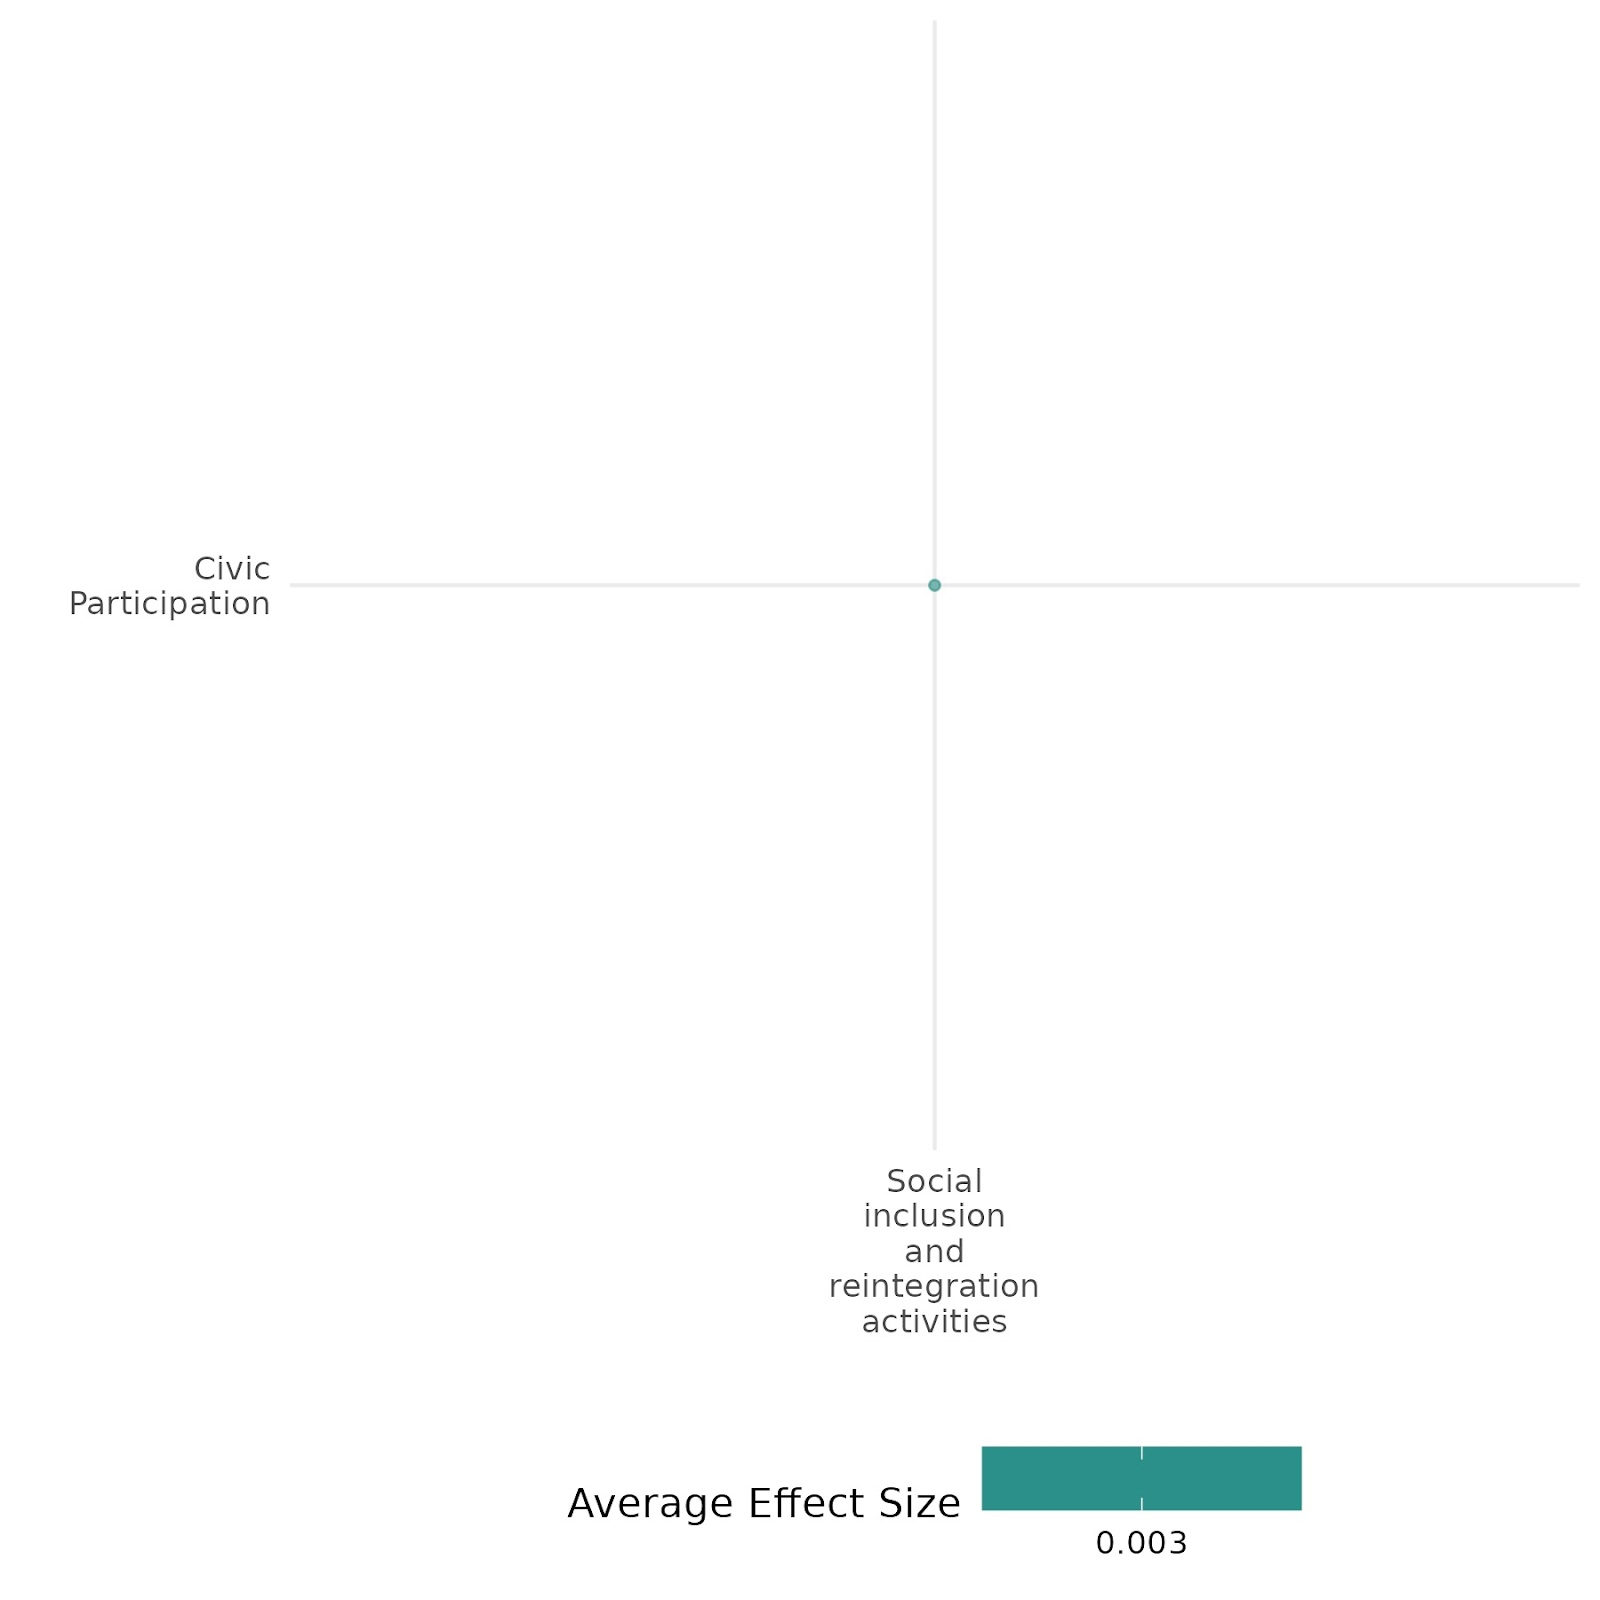 Civic
Participation
Social
inclusion
and
reintegration
activities
Average Effect Size
0.003